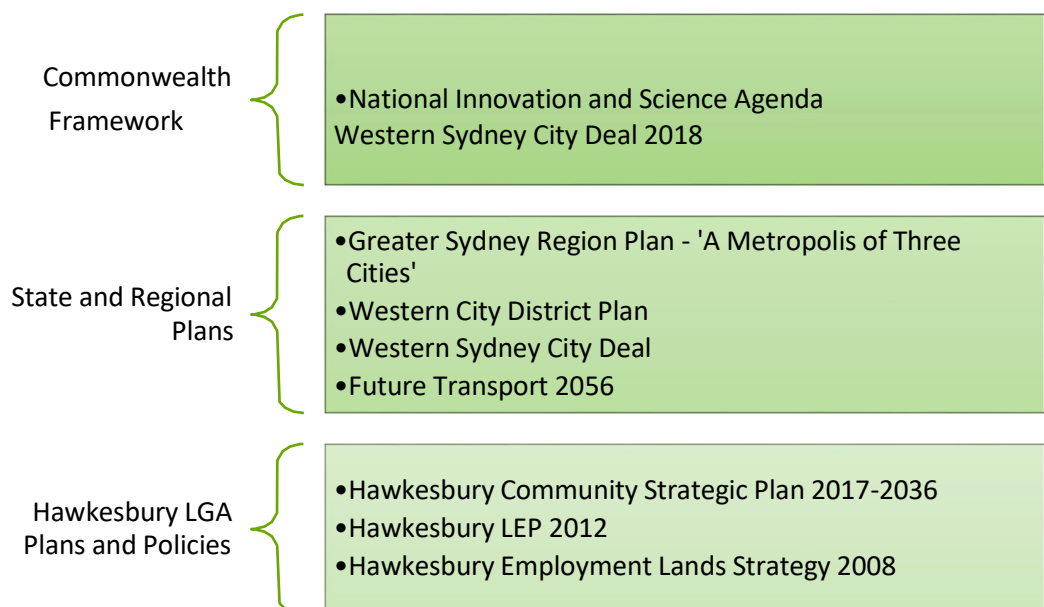 Commonwealth
Framework
•National Innovation and Science Agenda
Western Sydney City Deal 2018
State and Regional
Plans
•Greater Sydney Region Plan - 'A Metropolis of Three
Cities'
•Western City District Plan
•Western Sydney City Deal
•Future Transport 2056
Hawkesbury LGA
Plans and Policies
•Hawkesbury Community Strategic Plan 2017-2036
•Hawkesbury LEP 2012
•Hawkesbury Employment Lands Strategy 2008